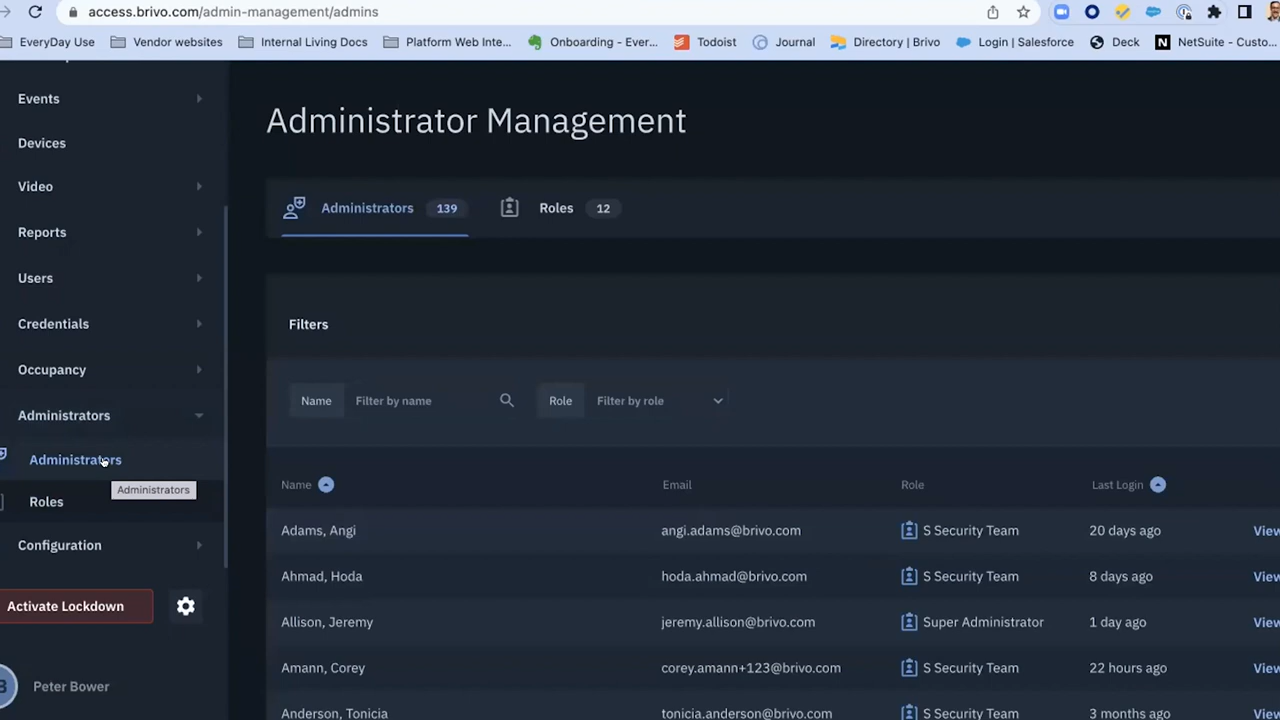 access.brivo.com/admin-management/admins
EveryDay Use Vendor websites Internal Living Docs Platform Web Inte... Onboarding - Ever... Todoist Journal Directory | Brivo Login | Salesforce Deck NetSuite - Custo...
Events
Devices
Video
Reports
Users
Credentials
Occupancy
Administrators
Administrators
Administrators
Roles
Configuration
Activate Lockdown
Peter Bower
Administrator Management
Administrators 139 Roles 12
Filters
Name Filter by name Role Filter by role
Name Email Role Last Login
Adams, Angi angi.adams@brivo.com S Security Team 20 days ago View
Ahmad, Hoda hoda.ahmad@brivo.com S Security Team 8 days ago View
Allison, Jeremy jeremy.allison@brivo.com Super Administrator 1 day ago View
Amann, Corey corey.amann+123@brivo.com S Security Team 22 hours ago View
Anderson, Tonicia tonicia.anderson@brivo.com S Security Team 3 months ago View